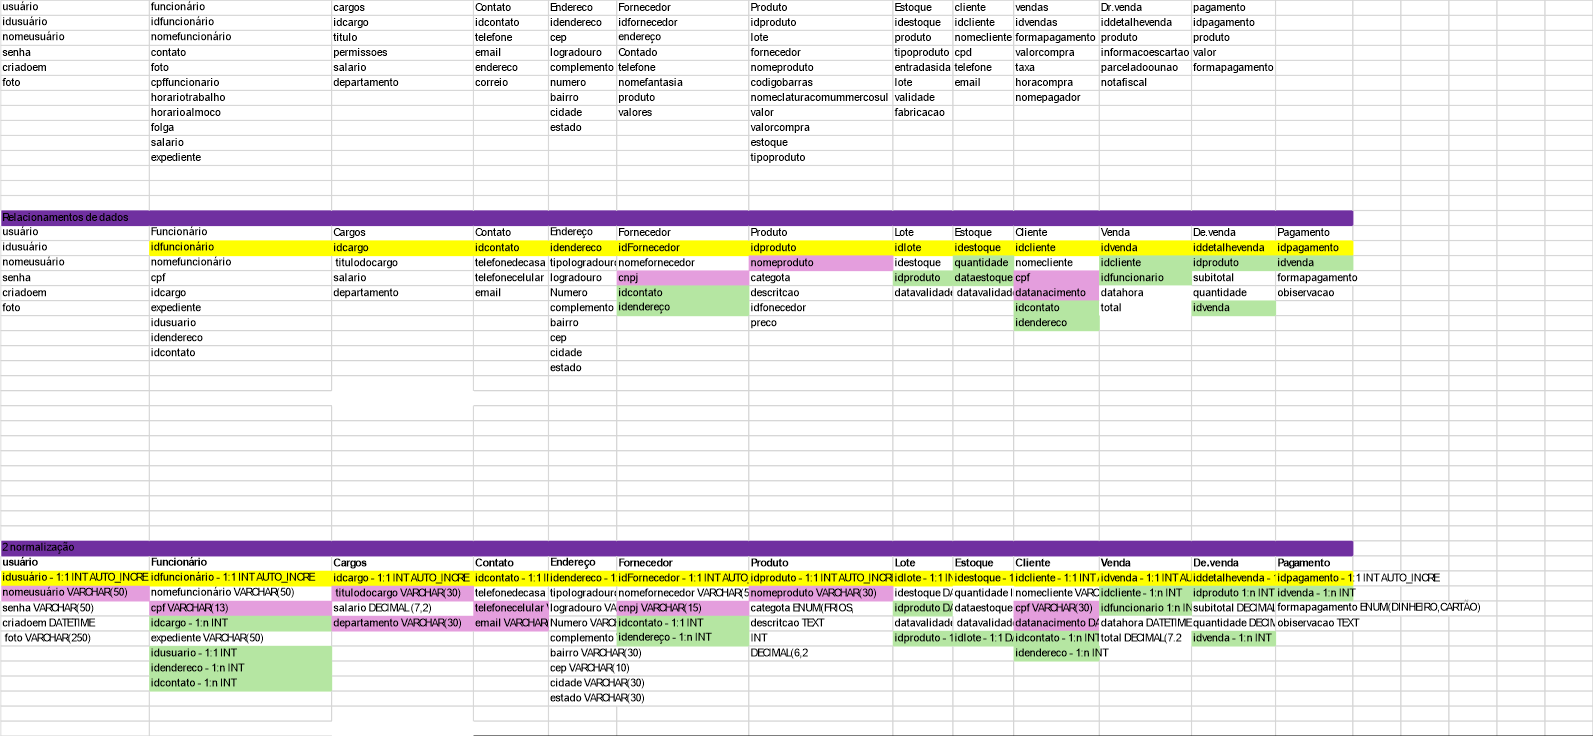 usuário funcionário cargos Contato Endereco Fornecedor Produto Estoque cliente vendas Dr.venda pagamento
idusuário idfuncionário idcargo idcontato idendereco idfornecedor idproduto idestoque idcliente idvendas iddetalhevenda idpagamento
nomeusuário nomefuncionário titulo telefone cep endereço lote produto nomecliente formapagamento produto produto
senha contato permissoes email logradouro Contado fornecedor tipoproduto cpd valorcompra informacoescartao valor
criadoem foto salario endereco complemento telefone nomeproduto entradasida telefone taxa parceladoounao formapagamento
foto cpffuncionario departamento correio numero nomefantasia codigobarras lote email horacompra notafiscal
horariotrabalho bairro produto nomeclaturacomummercosul validade nomepagador
horarioalmoco cidade valores valor fabricacao
folga estado valorcompra
salario estoque
expediente tipoproduto
Relacionamentos de dados
usuário Funcionário Cargos Contato Endereço Fornecedor Produto Lote Estoque Cliente Venda De.venda Pagamento
idusuário idfuncionário idcargo idcontato idendereco idFornecedor idproduto idlote idestoque idcliente idvenda iddetalhevenda idpagamento
nomeusuário nomefuncionário titulodocargo telefonedecasa tipologradouro nomefornecedor nomeproduto idestoque quantidade nomecliente idcliente idproduto idvenda
senha cpf salario telefonecelular logradouro cnpj categota idproduto dataestoque cpf idfuncionario subtotal formapagamento
criadoem idcargo departamento email Numero idcontato descritcao datavalidade datavalidade datanacimento datahora quantidade obiservacao
foto expediente complemento idendereço idfonecedor idcontato total idvenda
idusuario bairro preco idendereco
idendereco cep
idcontato cidade
estado
2 normalização
usuário Funcionário Cargos Contato Endereço Fornecedor Produto Lote Estoque Cliente Venda De.venda Pagamento
idusuário - 1:1 INT AUTO_INCRE idfuncionário - 1:1 INT AUTO_INCRE idcargo - 1:1 INT AUTO_INCRE idcontato - 1:1 I idendereco - 1 idFornecedor - 1:1 INT AUTO idproduto - 1:1 INT AUTO_INCR idlote - 1:1 IN idestoque - 1 idcliente - 1:1 INT idvenda - 1:1 INT AU iddetalhevenda - idpagamento - 1:1 INT AUTO_INCRE
nomeusuário VARCHAR(50) nomefuncionário VARCHAR(50) titulodocargo VARCHAR(30) telefonedecasa tipologradour nomefornecedor VARCHAR(5 nomeproduto VARCHAR(30) idestoque DA quantidade I nomecliente VARC idcliente - 1:n INT idproduto 1:n INT idvenda - 1:n INT
senha VARCHAR(50) cpf VARCHAR(13) salario DECIMAL (7,2) telefonecelular logradouro VA cnpj VARCHAR(15) categota ENUM(FRIOS, idproduto DA dataestoque cpf VARCHAR(30) idfuncionario 1:n IN subtotal DECIMAL formapagamento ENUM(DINHEIRO,CARTÃO)
criadoem DATETIME idcargo - 1:n INT departamento VARCHAR(30) email VARCHAR Numero VARC idcontato - 1:1 INT descritcao TEXT datavalidad datavalidad datanacimento DA datahora DATETIME quantidade DECI obiservacao TEXT
foto VARCHAR(250) expediente VARCHAR(50) complemento idendereço - 1:n INT INT idproduto - 1 idlote - 1:1 D idcontato - 1:n INT total DECIMAL(7.2 idvenda - 1:n INT
idusuario - 1:1 INT bairro VARCHAR(30) DECIMAL(6,2 idendereco - 1:n INT
idendereco - 1:n INT cep VARCHAR(10)
idcontato - 1:n INT cidade VARCHAR(30)
estado VARCHAR(30)